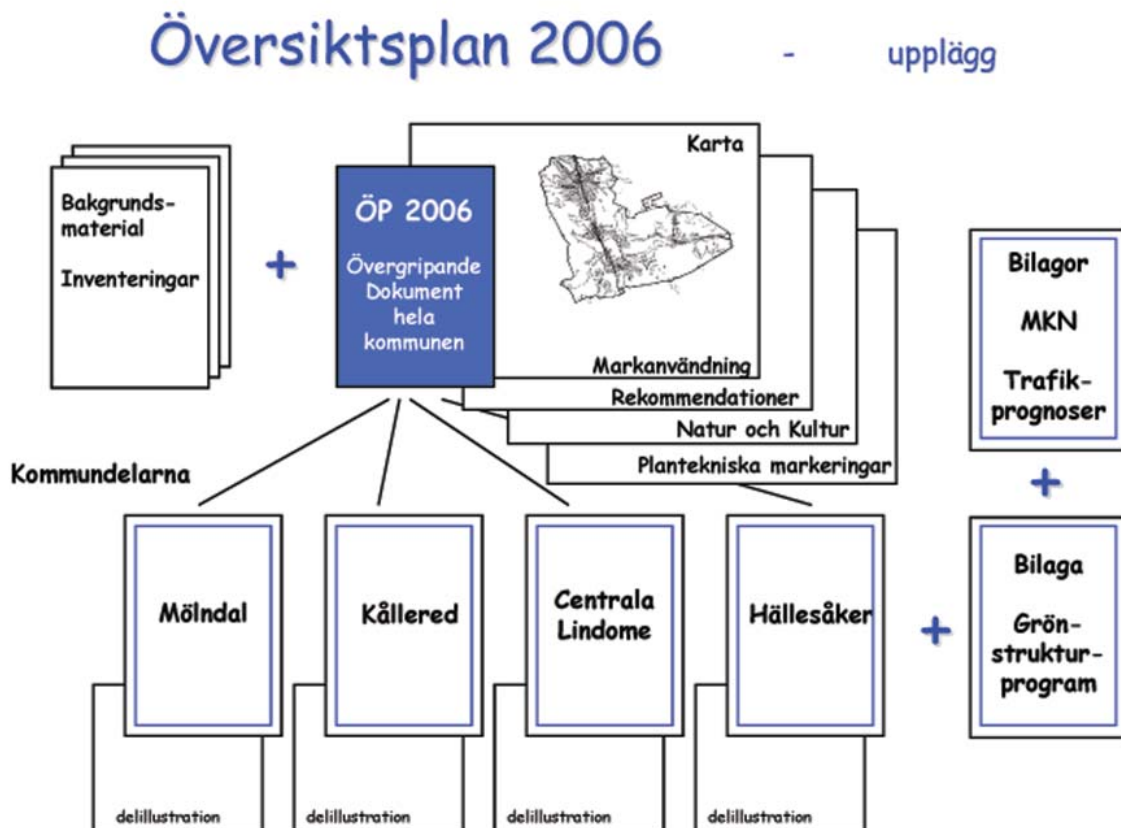 Översiktsplan 2006 - upplägg
Bakgrunds-
material
Inventeringar
+
ÖP 2006
Övergripande
Dokument
hela
kommunen
Karta
Markanvändning
Rekommendationer
Natur och Kultur
Plantekniska markeringar
Bilagor
MKN
Trafik-
prognoser
+
Kommundelarna
Mölndal
Kållered
Centrala
Lindome
Hällesåker
+
Bilaga
Grön-
struktur-
program
delillustration
delillustration
delillustration
delillustration